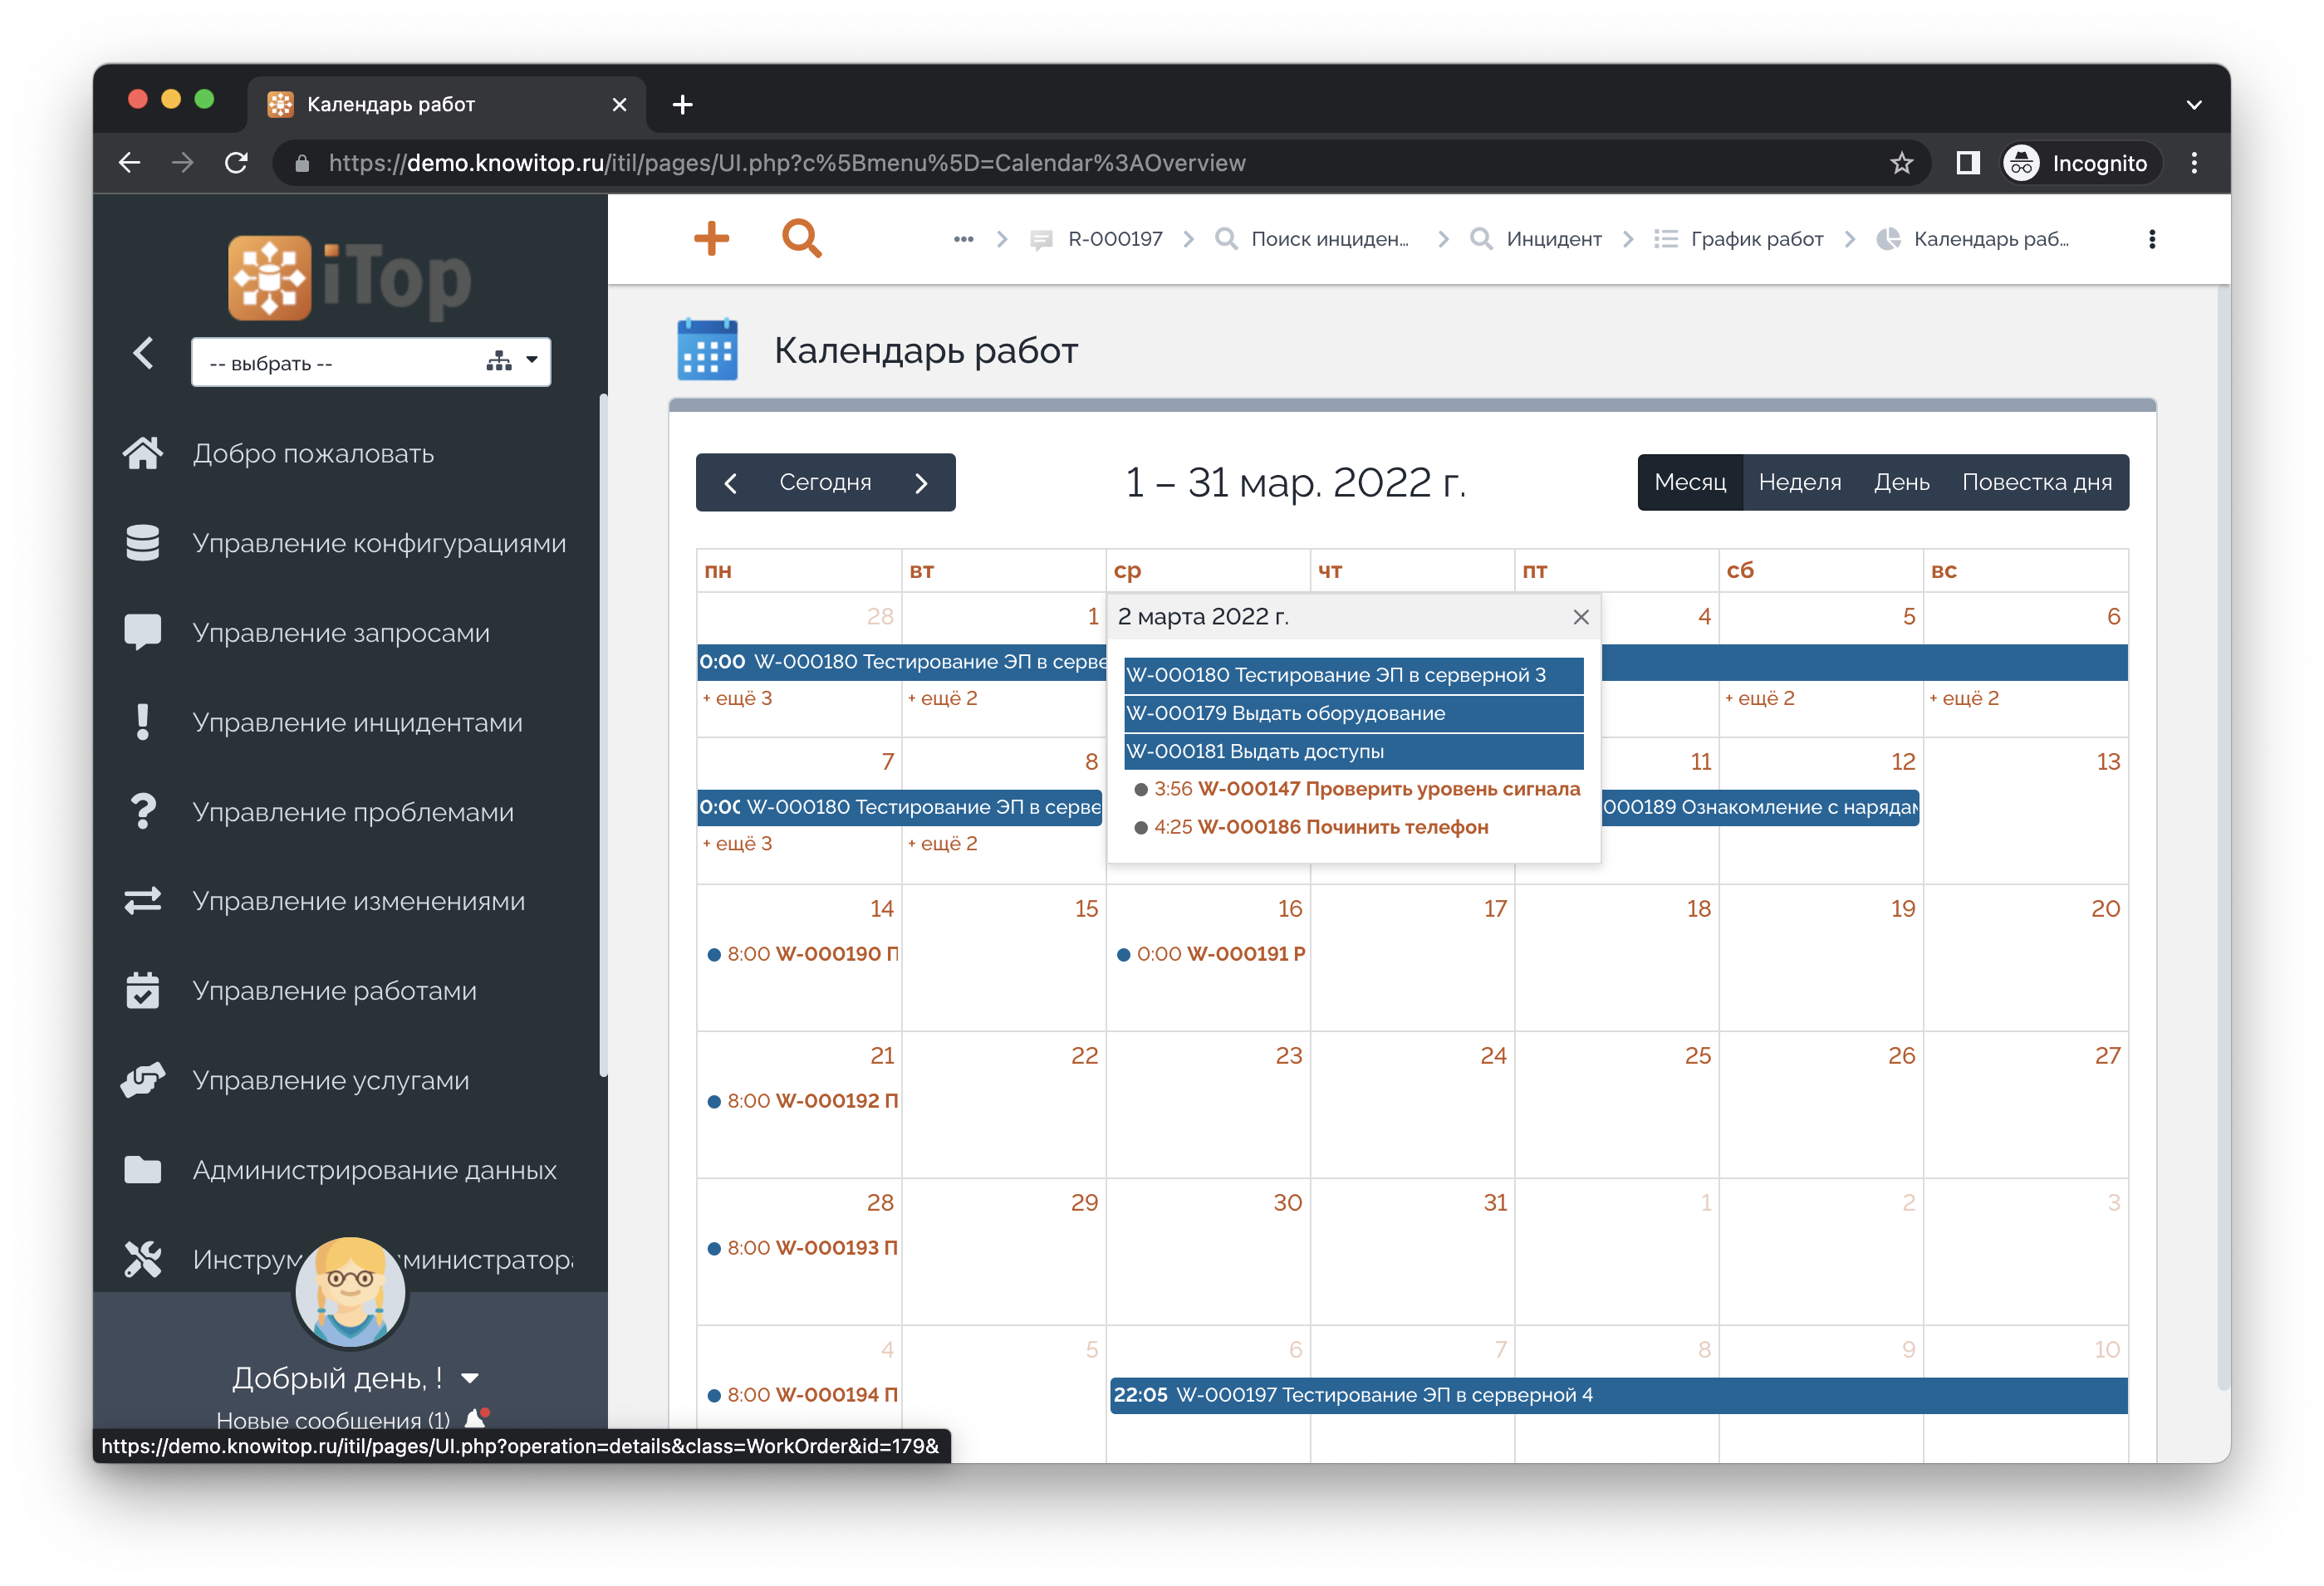 Календарь работ
https://demo.knowitop.ru/itil/pages/UI.php?c%5Bmenu%5D=Calendar%3AOverview
Incognito
iTop
-- выбрать --
Добро пожаловать
Управление конфигурациями
Управление запросами
Управление инцидентами
Управление проблемами
Управление изменениями
Управление работами
Управление услугами
Администрирование данных
Добрый день, !
Новые сообщения (1)
https://demo.knowitop.ru/itil/pages/UI.php?operation=details&class=WorkOrder&id=179&
••• R-000197 Поиск инциден... Инцидент График работ Календарь раб...
Календарь работ
Сегодня
1 – 31 мар. 2022 г.
Месяц Неделя День Повестка дня
пн вт ср чт пт сб вс
28 1 4 5 6
0:00 W-000180 Тестирование ЭП в серве
+ ещё 3 + ещё 2 + ещё 2 + ещё 2
2 марта 2022 г.
W-000180 Тестирование ЭП в серверной 3
W-000179 Выдать оборудование
W-000181 Выдать доступы
3:56 W-000147 Проверить уровень сигнала
4:25 W-000186 Починить телефон
7 8 11 12 13
0:00 W-000180 Тестирование ЭП в серве
000189 Ознакомление с нарядам
+ ещё 3 + ещё 2
14 15 16 17 18 19 20
8:00 W-000190 П
0:00 W-000191 Р
21 22 23 24 25 26 27
8:00 W-000192 П
28 29 30 31 1 2 3
8:00 W-000193 П
4 5 6 7 8 9 10
8:00 W-000194 П
22:05 W-000197 Тестирование ЭП в серверной 4